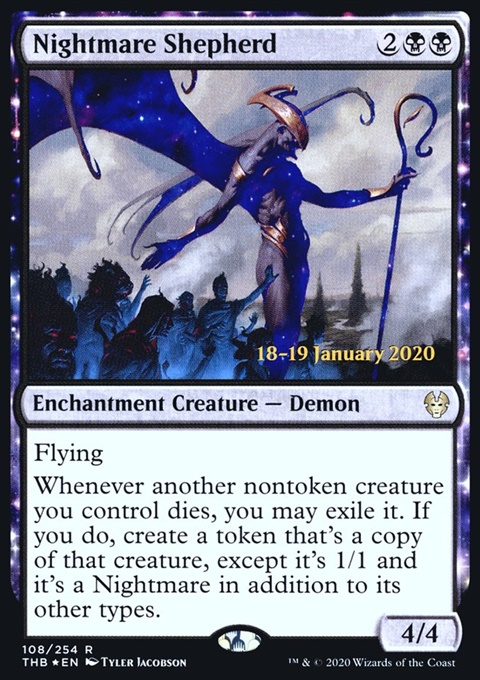 Nightmare Shepherd 2
18–19 January 2020
Enchantment Creature — Demon
Flying
Whenever another nontoken creature
you control dies, you may exile it. If
you do, create a token that's a copy
of that creature, except it's 1/1 and
it's a Nightmare in addition to its
other types.
4/4
108/254 R
THB ★ EN Tyler Jacobson
™ & © 2020 Wizards of the Coast